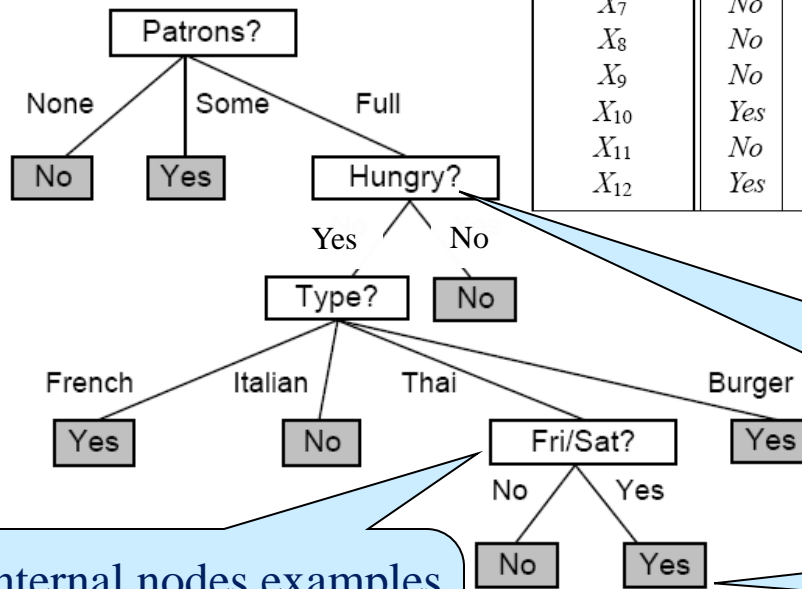 Patrons?
None Some Full
No Yes Hungry?
Yes No
Type? No
French Italian Thai Burger
Yes No Fri/Sat? Yes
No Yes
No Yes
X7 No
X8 No
X9 No
X10 Yes
X11 No
X12 Yes
nternal nodes examples